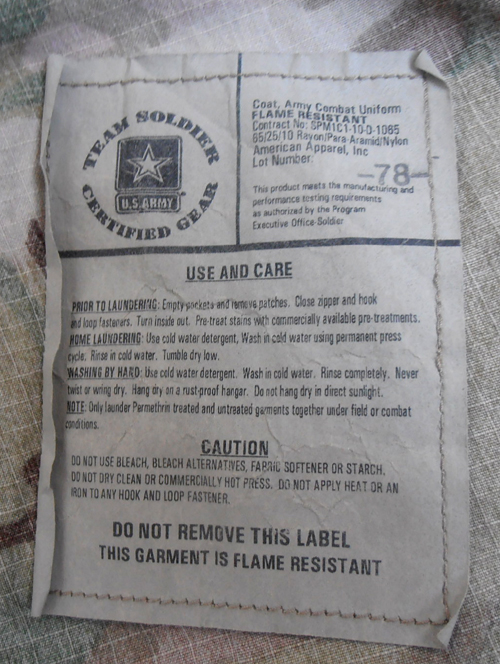 TEAM SOLDIER
U.S. ARMY
CERTIFIED GEAR
Coat, Army Combat Uniform
FLAME RESISTANT
Contract No: SPM1C1-10-D-1065
65/25/10 Rayon/Para-Aramid/Nylon
American Apparel, Inc
Lot Number:
-78-
This product meets the manufacturing and
performance testing requirements
as authorized by the Program
Executive Office-Soldier
USE AND CARE
PRIOR TO LAUNDERING: Empty pockets and remove patches. Close zipper and hook
and loop fasteners. Turn inside out. Pre-treat stains with commercially available pre-treatments.
HOME LAUNDERING: Use cold water detergent, Wash in cold water using permanent press
cycle. Rinse in cold water. Tumble dry low.
WASHING BY HARD: Use cold water detergent. Wash in cold water. Rinse completely. Never
twist or wring dry. Hang dry on a rust-proof hangar. Do not hang dry in direct sunlight.
NOTE: Only launder Permethrin treated and untreated garments together under field or combat
conditions.
CAUTION
DO NOT USE BLEACH, BLEACH ALTERNATIVES, FABRIC SOFTENER OR STARCH.
DO NOT DRY CLEAN OR COMMERCIALLY HOT PRESS. DO NOT APPLY HEAT OR AN
IRON TO ANY HOOK AND LOOP FASTENER.
DO NOT REMOVE THIS LABEL
THIS GARMENT IS FLAME RESISTANT